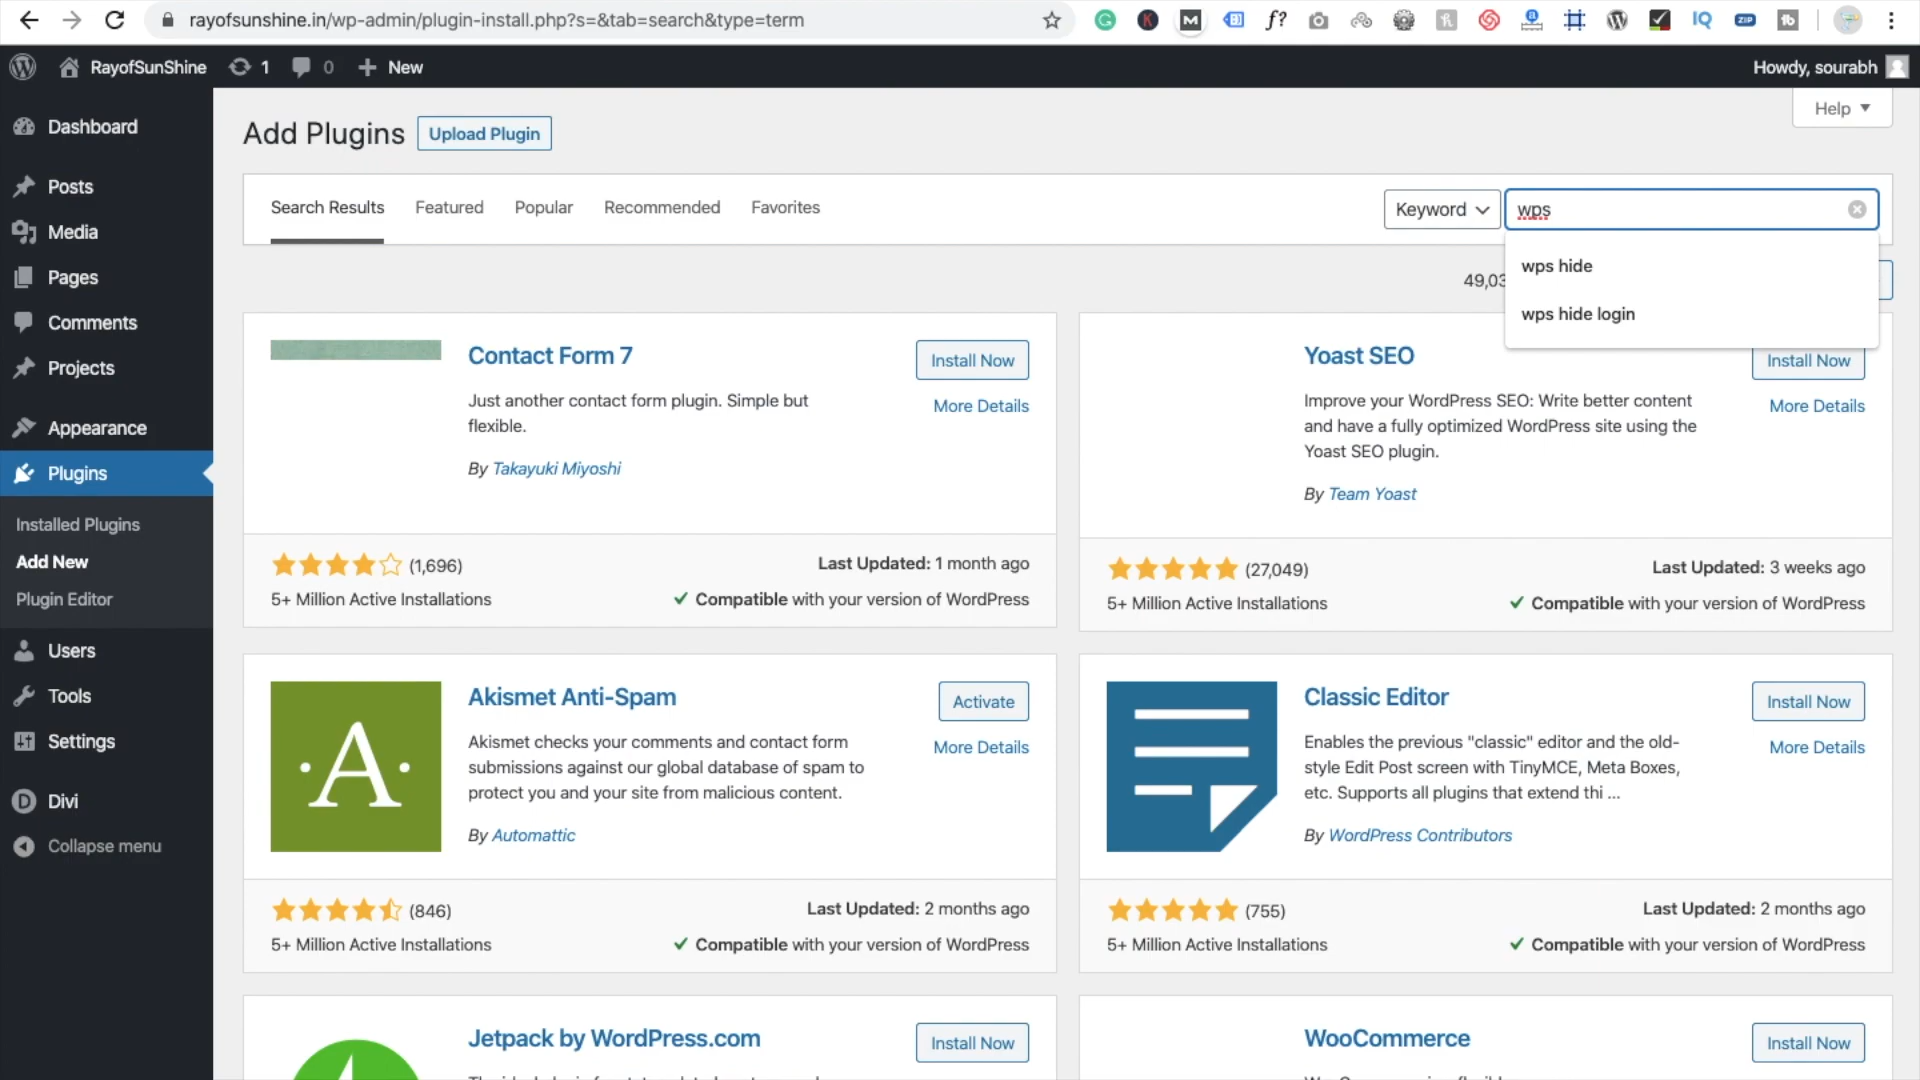 rayofsunshine.in/wp-admin/plugin-install.php?s=&tab=search&type=term
RayofSunShine 1 0 New
Howdy, sourabh
Dashboard
Posts
Media
Pages
Comments
Projects
Appearance
Plugins
Installed Plugins
Add New
Plugin Editor
Users
Tools
Settings
Divi
Collapse menu
Help
Add Plugins Upload Plugin
Search Results Featured Popular Recommended Favorites
Keyword wps
wps hide
wps hide login
49,03
Contact Form 7
Install Now
More Details
Just another contact form plugin. Simple but
flexible.
By Takayuki Miyoshi
(1,696)
Last Updated: 1 month ago
5+ Million Active Installations
Compatible with your version of WordPress
Yoast SEO
Install Now
More Details
Improve your WordPress SEO: Write better content
and have a fully optimized WordPress site using the
Yoast SEO plugin.
By Team Yoast
(27,049)
Last Updated: 3 weeks ago
5+ Million Active Installations
Compatible with your version of WordPress
A
Akismet Anti-Spam
Activate
More Details
Akismet checks your comments and contact form
submissions against our global database of spam to
protect you and your site from malicious content.
By Automattic
(846)
Last Updated: 2 months ago
5+ Million Active Installations
Compatible with your version of WordPress
Classic Editor
Install Now
More Details
Enables the previous "classic" editor and the old-
style Edit Post screen with TinyMCE, Meta Boxes,
etc. Supports all plugins that extend thi ...
By WordPress Contributors
(755)
Last Updated: 2 months ago
5+ Million Active Installations
Compatible with your version of WordPress
Jetpack by WordPress.com
Install Now
WooCommerce
Install Now